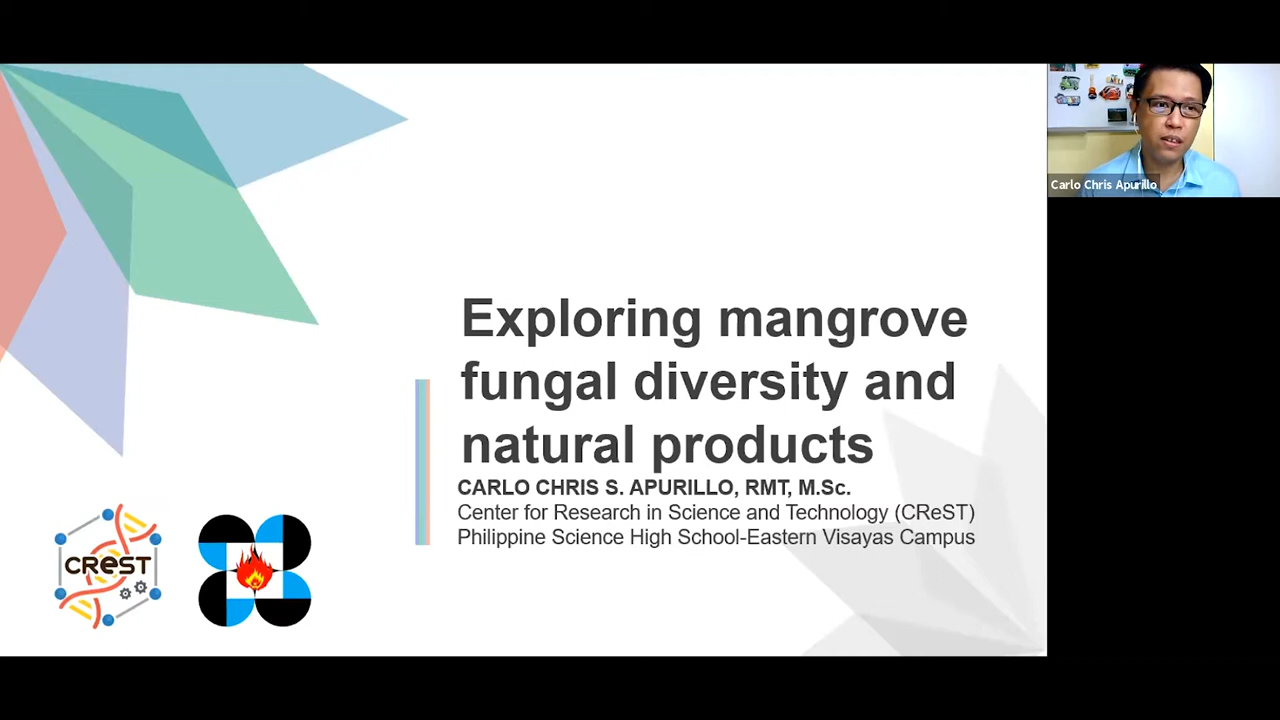 Carlo Chris Apurillo
Exploring mangrove
fungal diversity and
natural products
CARLO CHRIS S. APURILLO, RMT, M.Sc.
Center for Research in Science and Technology (CReST)
Philippine Science High School-Eastern Visayas Campus
CReST